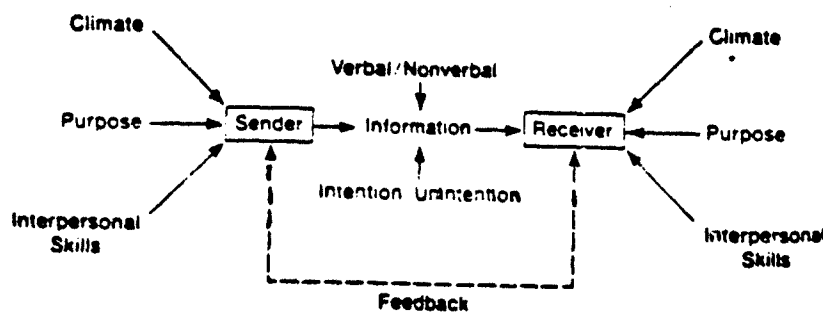 Climate
Climate
Verbal/Nonverbal
Purpose
Sender
Information
Receiver
Purpose
Intention Unintention
Interpersonal
Skills
Interpersonal
Skills
Feedback